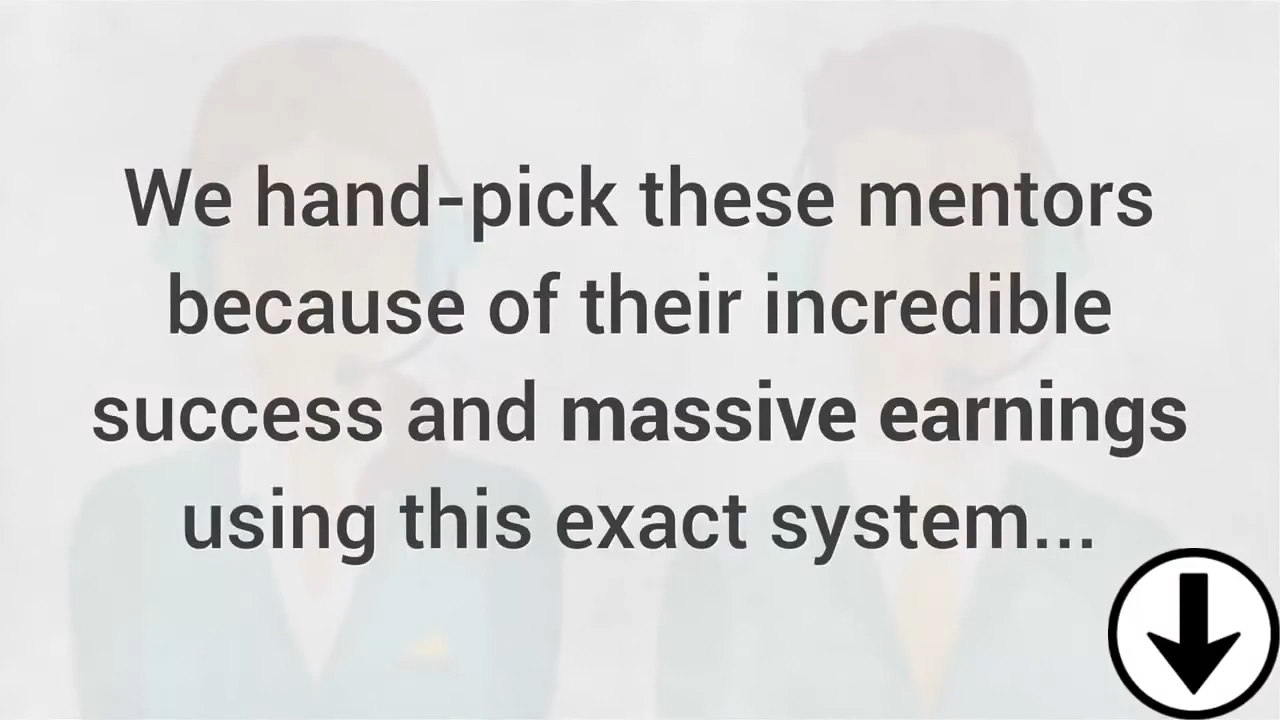 We hand-pick these mentors
because of their incredible
success and massive earnings
using this exact system...